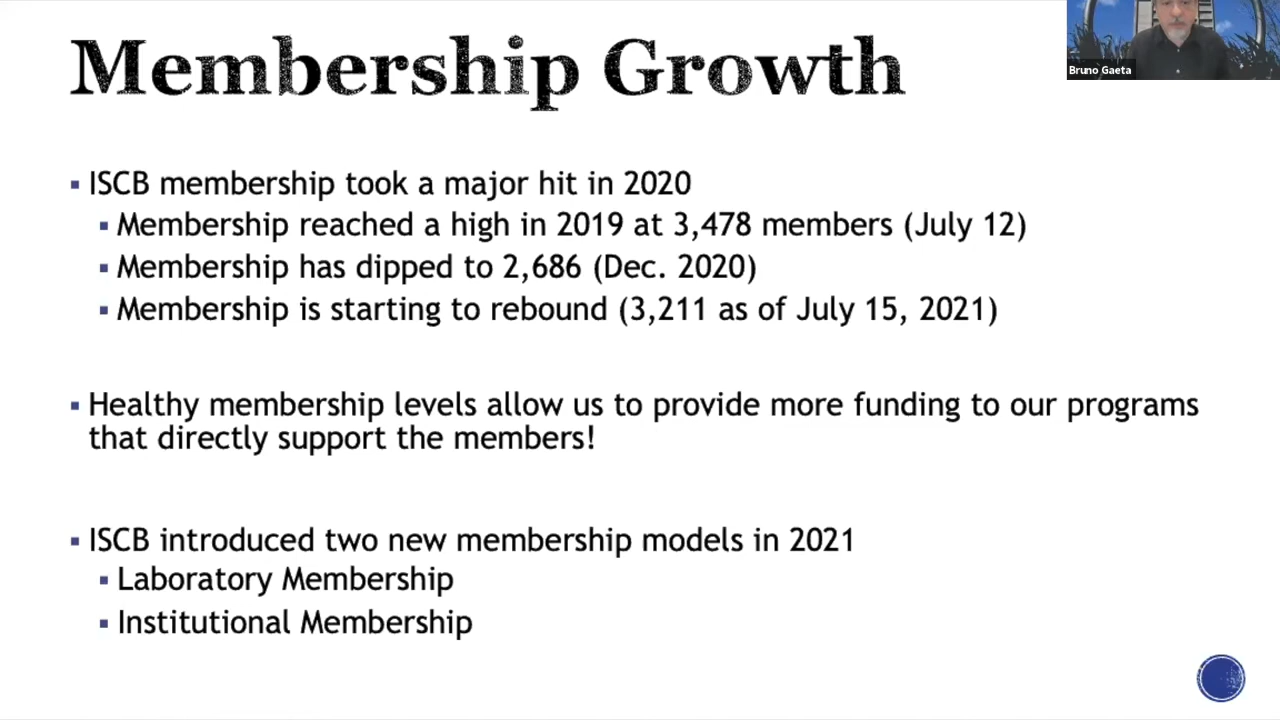 Membership Growth
Bruno Gaeta
▪ ISCB membership took a major hit in 2020
▪ Membership reached a high in 2019 at 3,478 members (July 12)
▪ Membership has dipped to 2,686 (Dec. 2020)
▪ Membership is starting to rebound (3,211 as of July 15, 2021)
▪ Healthy membership levels allow us to provide more funding to our programs
that directly support the members!
▪ ISCB introduced two new membership models in 2021
▪ Laboratory Membership
▪ Institutional Membership